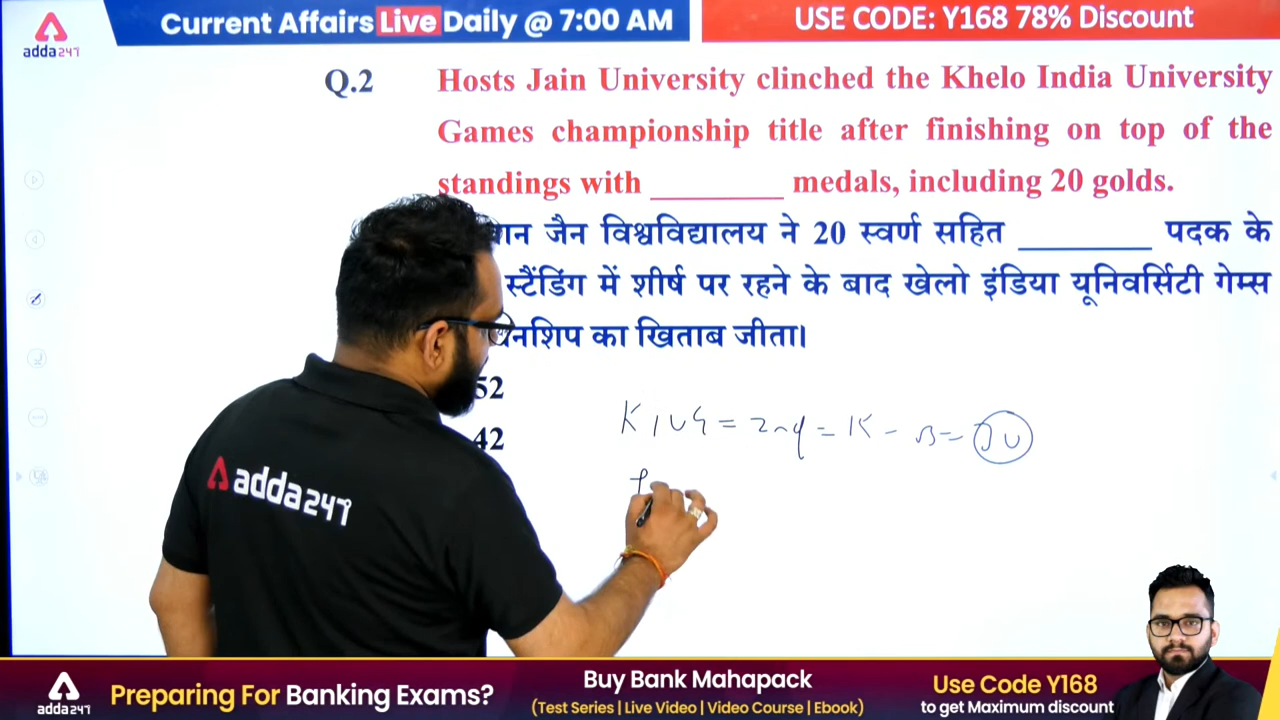 Current Affairs Live Daily @ 7:00 AM
USE CODE: Y168 78% Discount
adda247
Q.2 Hosts Jain University clinched the Khelo India University
Games championship title after finishing on top of the
standings with ________ medals, including 20 golds.
जैन विश्वविद्यालय ने 20 स्वर्ण सहित ________ पदक के
स्टैंडिंग में शीर्ष पर रहने के बाद खेलो इंडिया यूनिवर्सिटी गेम्स
का खिताब जीता।
52
42
KIUG = 2nd = K - B = JU
adda247
adda247
Preparing For Banking Exams?
Buy Bank Mahapack
(Test Series | Live Video | Video Course | Ebook)
Use Code Y168
to get Maximum discount